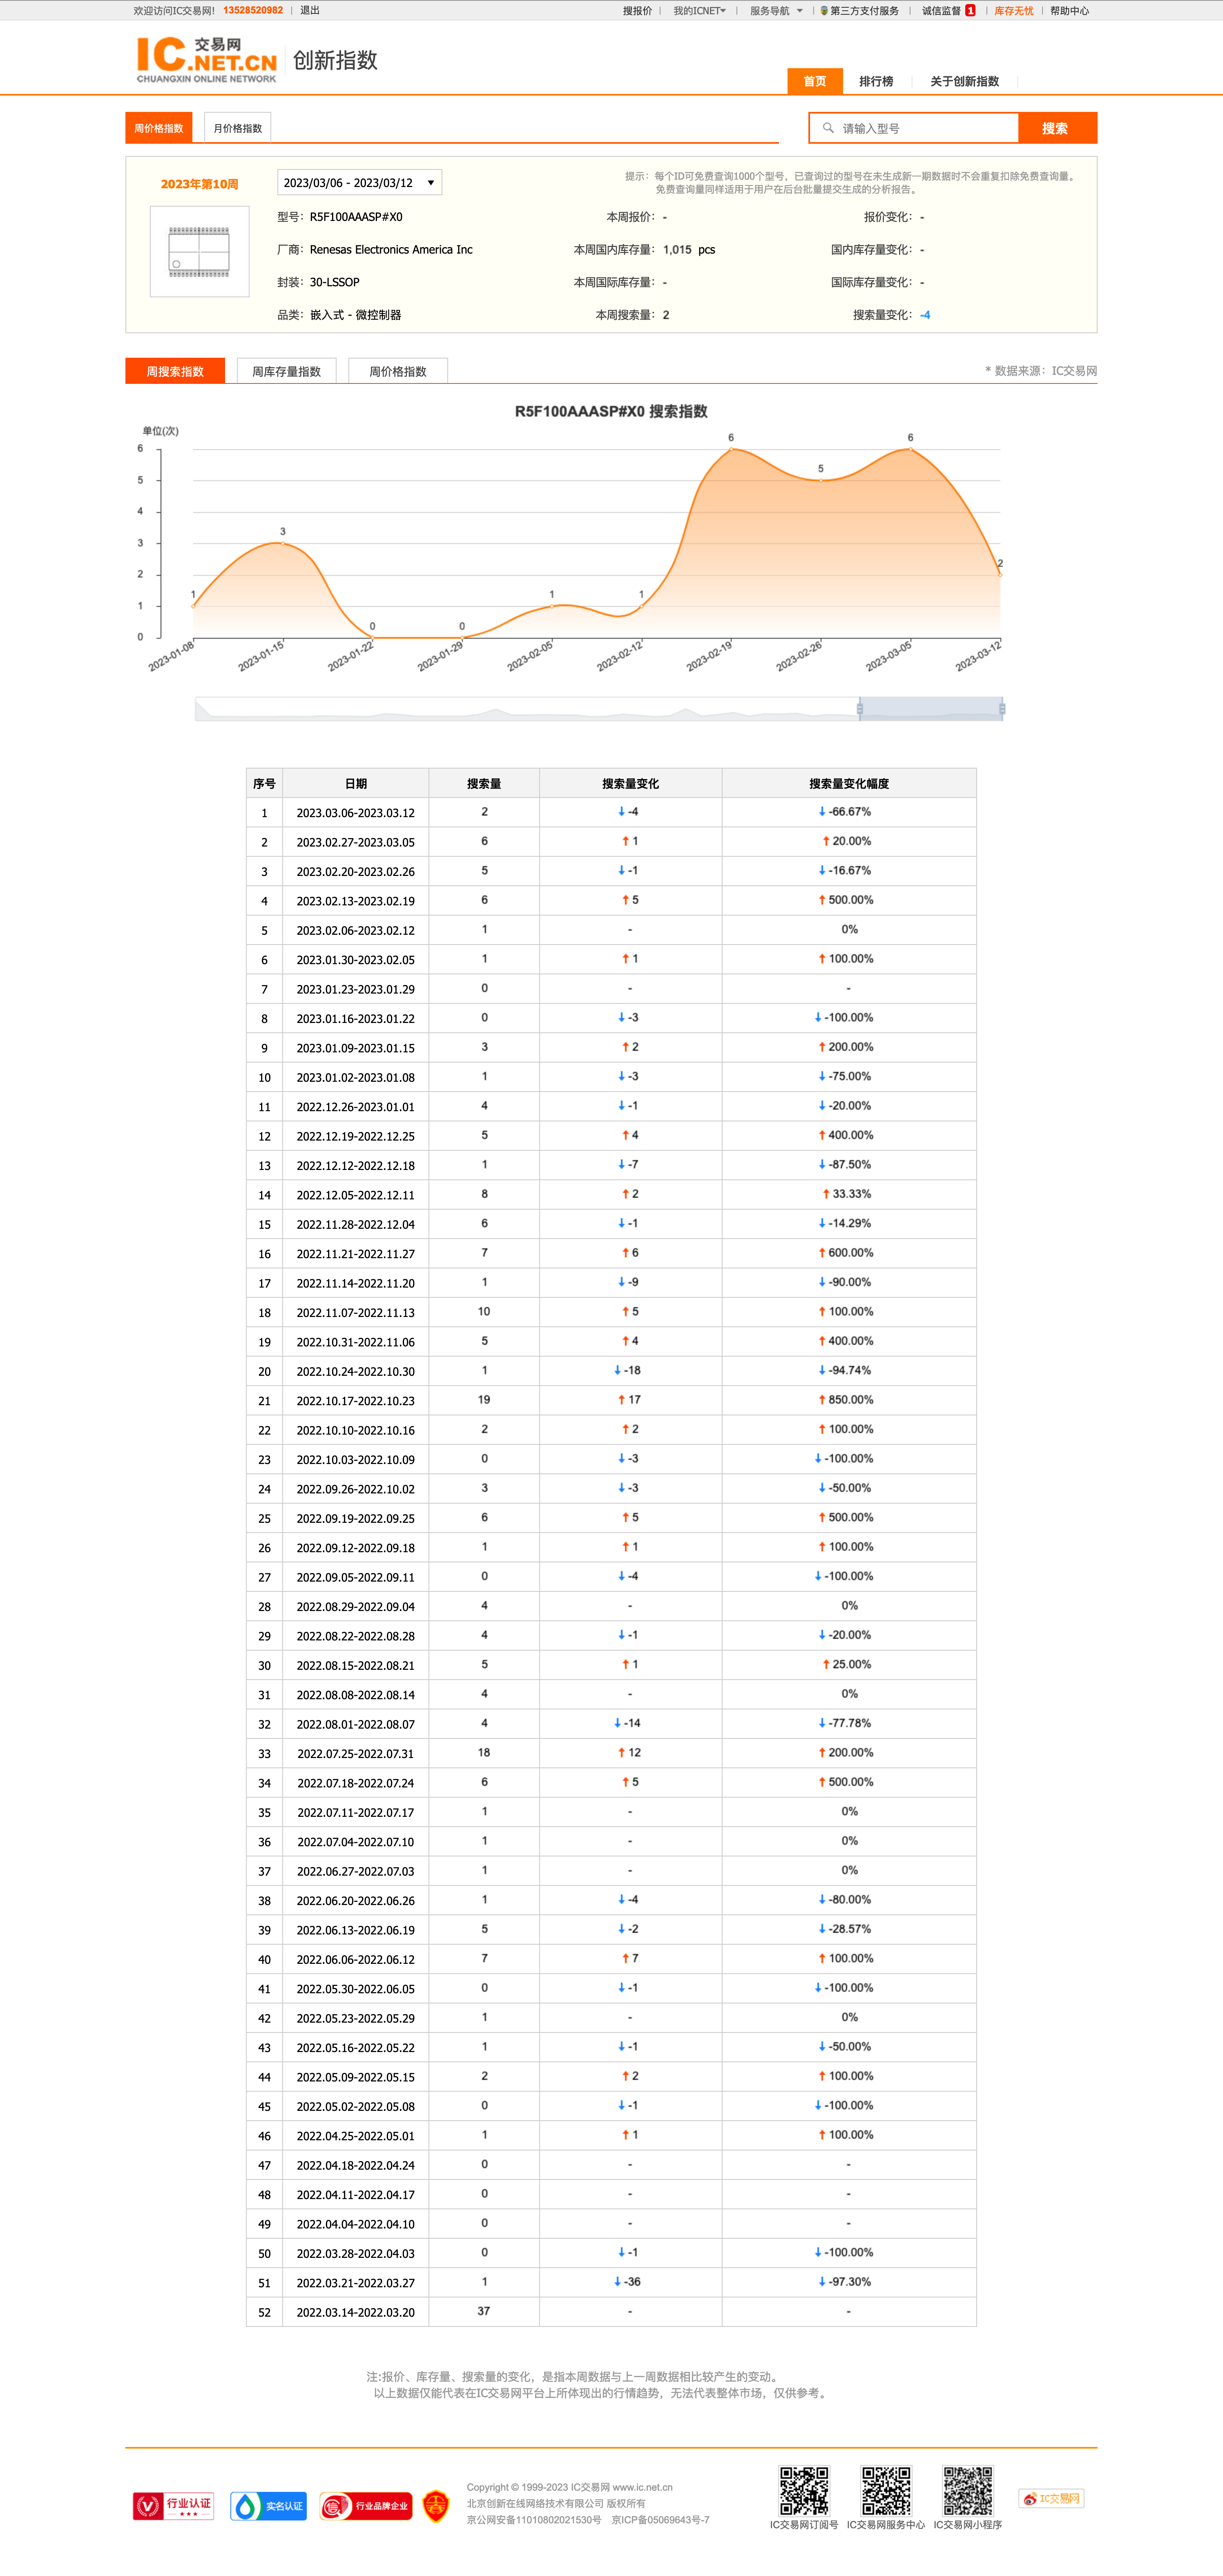 欢迎访问IC交易网! 13528520982 | 退出 搜报价 | 我的ICNET | 服务导航 | 第三方支付服务 | 诚信监督 1 | 库存无忧 | 帮助中心
IC 交易网
.NET.CN
CHUANGXIN ONLINE NETWORK
创新指数
首页 排行榜 关于创新指数
周价格指数 月价格指数 请输入型号 搜索
2023年第10周 2023/03/06 - 2023/03/12
提示：每个ID可免费查询1000个型号，已查询过的型号在未生成新一期数据时不会重复扣除免费查询量。
免费查询量同样适用于用户在后台批量提交生成的分析报告。
型号：R5F100AAASP#X0 本周报价：- 报价变化：-
厂商：Renesas Electronics America Inc 本周国内库存量：1,015 pcs 国内库存量变化：-
封装：30-LSSOP 本周国际库存量：- 国际库存量变化：-
品类：嵌入式 - 微控制器 本周搜索量：2 搜索量变化：-4
周搜索指数 周库存量指数 周价格指数 * 数据来源：IC交易网
R5F100AAASP#X0 搜索指数
单位(次)
6
5
4
3
2
1
0
1 3 0 0 1 1 6 5 6 2
2023-01-08 2023-01-15 2023-01-22 2023-01-29 2023-02-05 2023-02-12 2023-02-19 2023-02-26 2023-03-05 2023-03-12
序号 日期 搜索量 搜索量变化 搜索量变化幅度
1 2023.03.06-2023.03.12 2 ↓-4 ↓-66.67%
2 2023.02.27-2023.03.05 6 ↑1 ↑20.00%
3 2023.02.20-2023.02.26 5 ↓-1 ↓-16.67%
4 2023.02.13-2023.02.19 6 ↑5 ↑500.00%
5 2023.02.06-2023.02.12 1 - 0%
6 2023.01.30-2023.02.05 1 ↑1 ↑100.00%
7 2023.01.23-2023.01.29 0 - -
8 2023.01.16-2023.01.22 0 ↓-3 ↓-100.00%
9 2023.01.09-2023.01.15 3 ↑2 ↑200.00%
10 2023.01.02-2023.01.08 1 ↓-3 ↓-75.00%
11 2022.12.26-2023.01.01 4 ↓-1 ↓-20.00%
12 2022.12.19-2022.12.25 5 ↑4 ↑400.00%
13 2022.12.12-2022.12.18 1 ↓-7 ↓-87.50%
14 2022.12.05-2022.12.11 8 ↑2 ↑33.33%
15 2022.11.28-2022.12.04 6 ↓-1 ↓-14.29%
16 2022.11.21-2022.11.27 7 ↑6 ↑600.00%
17 2022.11.14-2022.11.20 1 ↓-9 ↓-90.00%
18 2022.11.07-2022.11.13 10 ↑5 ↑100.00%
19 2022.10.31-2022.11.06 5 ↑4 ↑400.00%
20 2022.10.24-2022.10.30 1 ↓-18 ↓-94.74%
21 2022.10.17-2022.10.23 19 ↑17 ↑850.00%
22 2022.10.10-2022.10.16 2 ↑2 ↑100.00%
23 2022.10.03-2022.10.09 0 ↓-3 ↓-100.00%
24 2022.09.26-2022.10.02 3 ↓-3 ↓-50.00%
25 2022.09.19-2022.09.25 6 ↑5 ↑500.00%
26 2022.09.12-2022.09.18 1 ↑1 ↑100.00%
27 2022.09.05-2022.09.11 0 ↓-4 ↓-100.00%
28 2022.08.29-2022.09.04 4 - 0%
29 2022.08.22-2022.08.28 4 ↓-1 ↓-20.00%
30 2022.08.15-2022.08.21 5 ↑1 ↑25.00%
31 2022.08.08-2022.08.14 4 - 0%
32 2022.08.01-2022.08.07 4 ↓-14 ↓-77.78%
33 2022.07.25-2022.07.31 18 ↑12 ↑200.00%
34 2022.07.18-2022.07.24 6 ↑5 ↑500.00%
35 2022.07.11-2022.07.17 1 - 0%
36 2022.07.04-2022.07.10 1 - 0%
37 2022.06.27-2022.07.03 1 - 0%
38 2022.06.20-2022.06.26 1 ↓-4 ↓-80.00%
39 2022.06.13-2022.06.19 5 ↓-2 ↓-28.57%
40 2022.06.06-2022.06.12 7 ↑7 ↑100.00%
41 2022.05.30-2022.06.05 0 ↓-1 ↓-100.00%
42 2022.05.23-2022.05.29 1 - 0%
43 2022.05.16-2022.05.22 1 ↓-1 ↓-50.00%
44 2022.05.09-2022.05.15 2 ↑2 ↑100.00%
45 2022.05.02-2022.05.08 0 ↓-1 ↓-100.00%
46 2022.04.25-2022.05.01 1 ↑1 ↑100.00%
47 2022.04.18-2022.04.24 0 - -
48 2022.04.11-2022.04.17 0 - -
49 2022.04.04-2022.04.10 0 - -
50 2022.03.28-2022.04.03 0 ↓-1 ↓-100.00%
51 2022.03.21-2022.03.27 1 ↓-36 ↓-97.30%
52 2022.03.14-2022.03.20 37 - -
注:报价、库存量、搜索量的变化，是指本周数据与上一周数据相比较产生的变动。
以上数据仅能代表在IC交易网平台上所体现出的行情趋势，无法代表整体市场，仅供参考。
行业认证 实名认证 行业品牌企业
Copyright © 1999-2023 IC交易网 www.ic.net.cn
北京创新在线网络技术有限公司 版权所有
京公网安备11010802021530号 京ICP备05069643号-7
IC交易网订阅号 IC交易网服务中心 IC交易网小程序
IC交易网